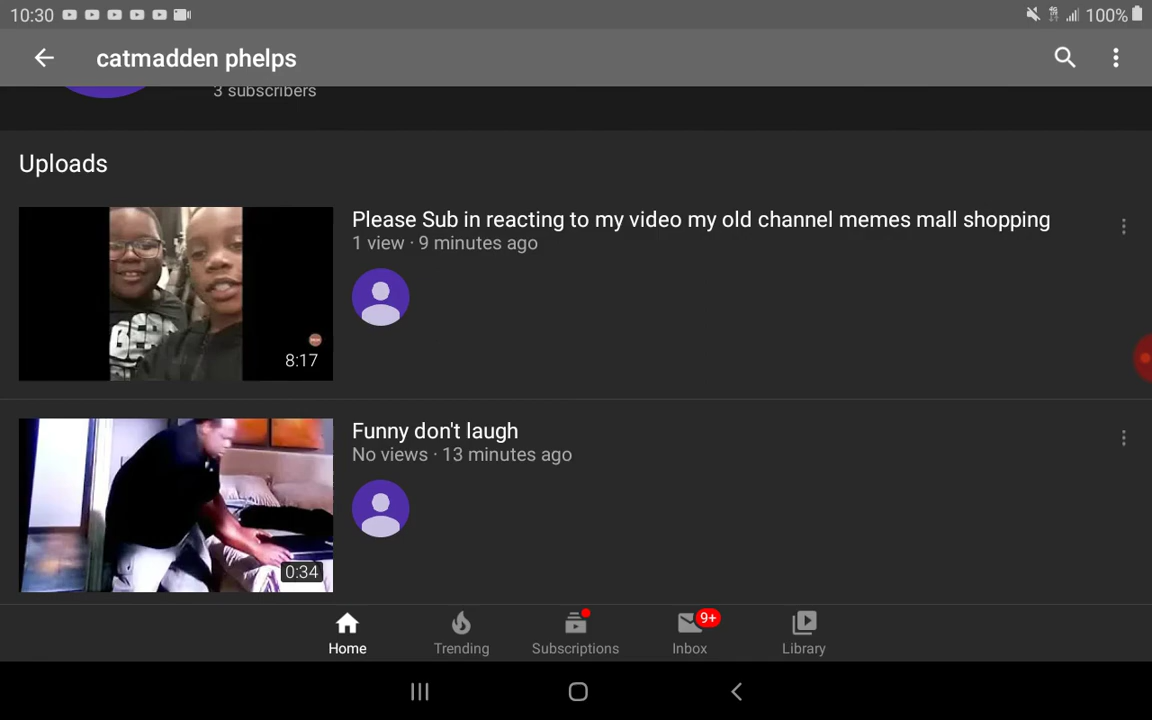 10:30
100%
catmadden phelps
3 subscribers
Uploads
Please Sub in reacting to my video my old channel memes mall shopping
1 view · 9 minutes ago
8:17
Funny don't laugh
No views · 13 minutes ago
0:34
9+
Home
Trending
Subscriptions
Inbox
Library